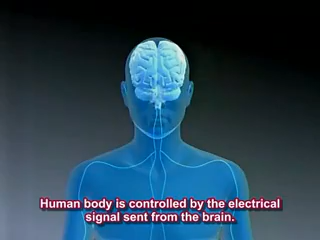 Human body is controlled by the electrical
signal sent from the brain.